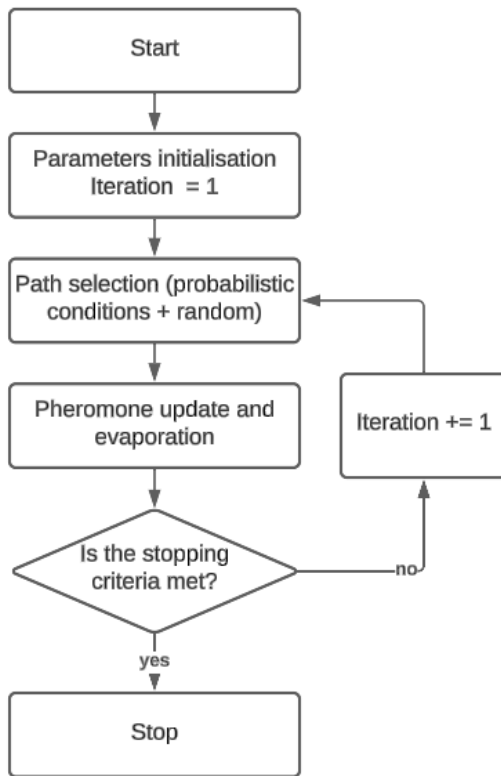 Start
Parameters initialisation
Iteration = 1
Path selection (probabilistic
conditions + random)
Pheromone update and
evaporation
Iteration += 1
Is the stopping
criteria met?
no
yes
Stop